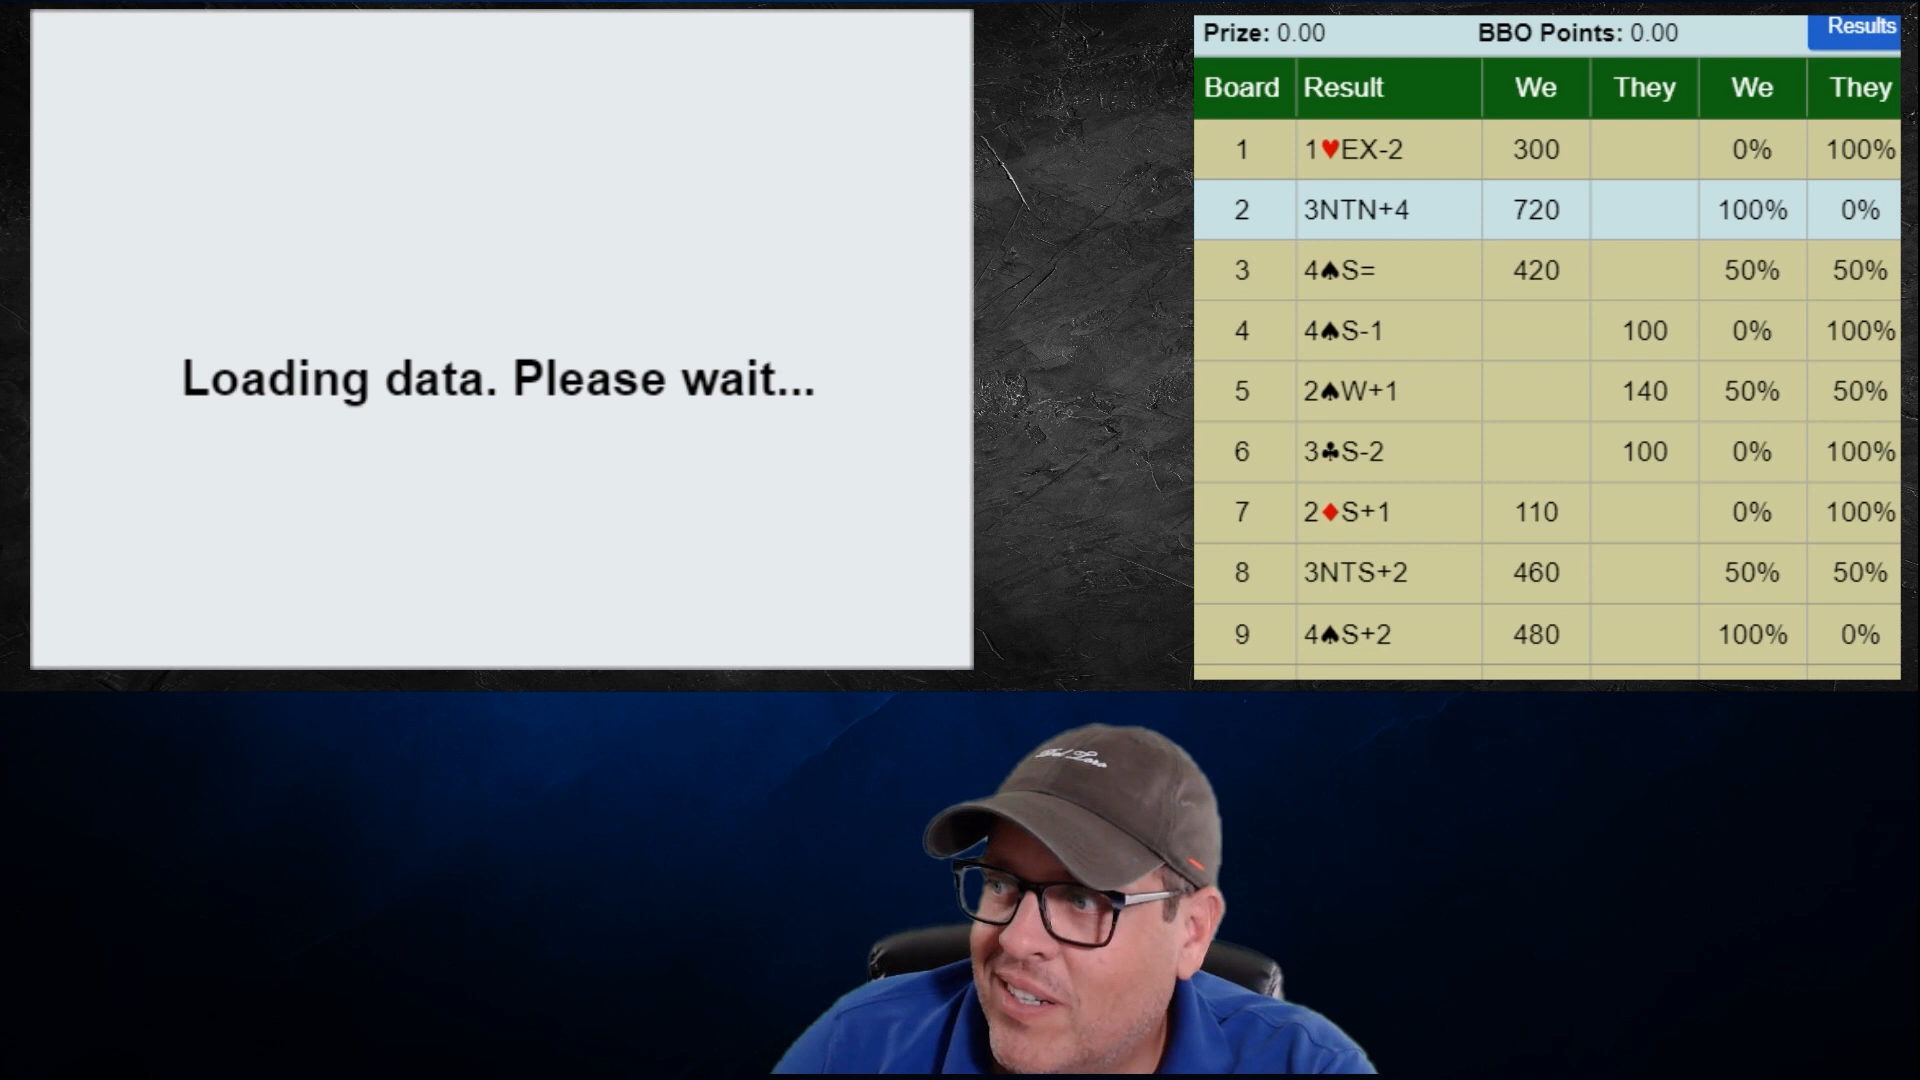 Loading data. Please wait...
Prize: 0.00 BBO Points: 0.00 Results
Board Result We They We They
1 1♥EX-2 300 0% 100%
2 3NTN+4 720 100% 0%
3 4♠S= 420 50% 50%
4 4♠S-1 100 0% 100%
5 2♠W+1 140 50% 50%
6 3♣S-2 100 0% 100%
7 2♦S+1 110 0% 100%
8 3NTS+2 460 50% 50%
9 4♠S+2 480 100% 0%